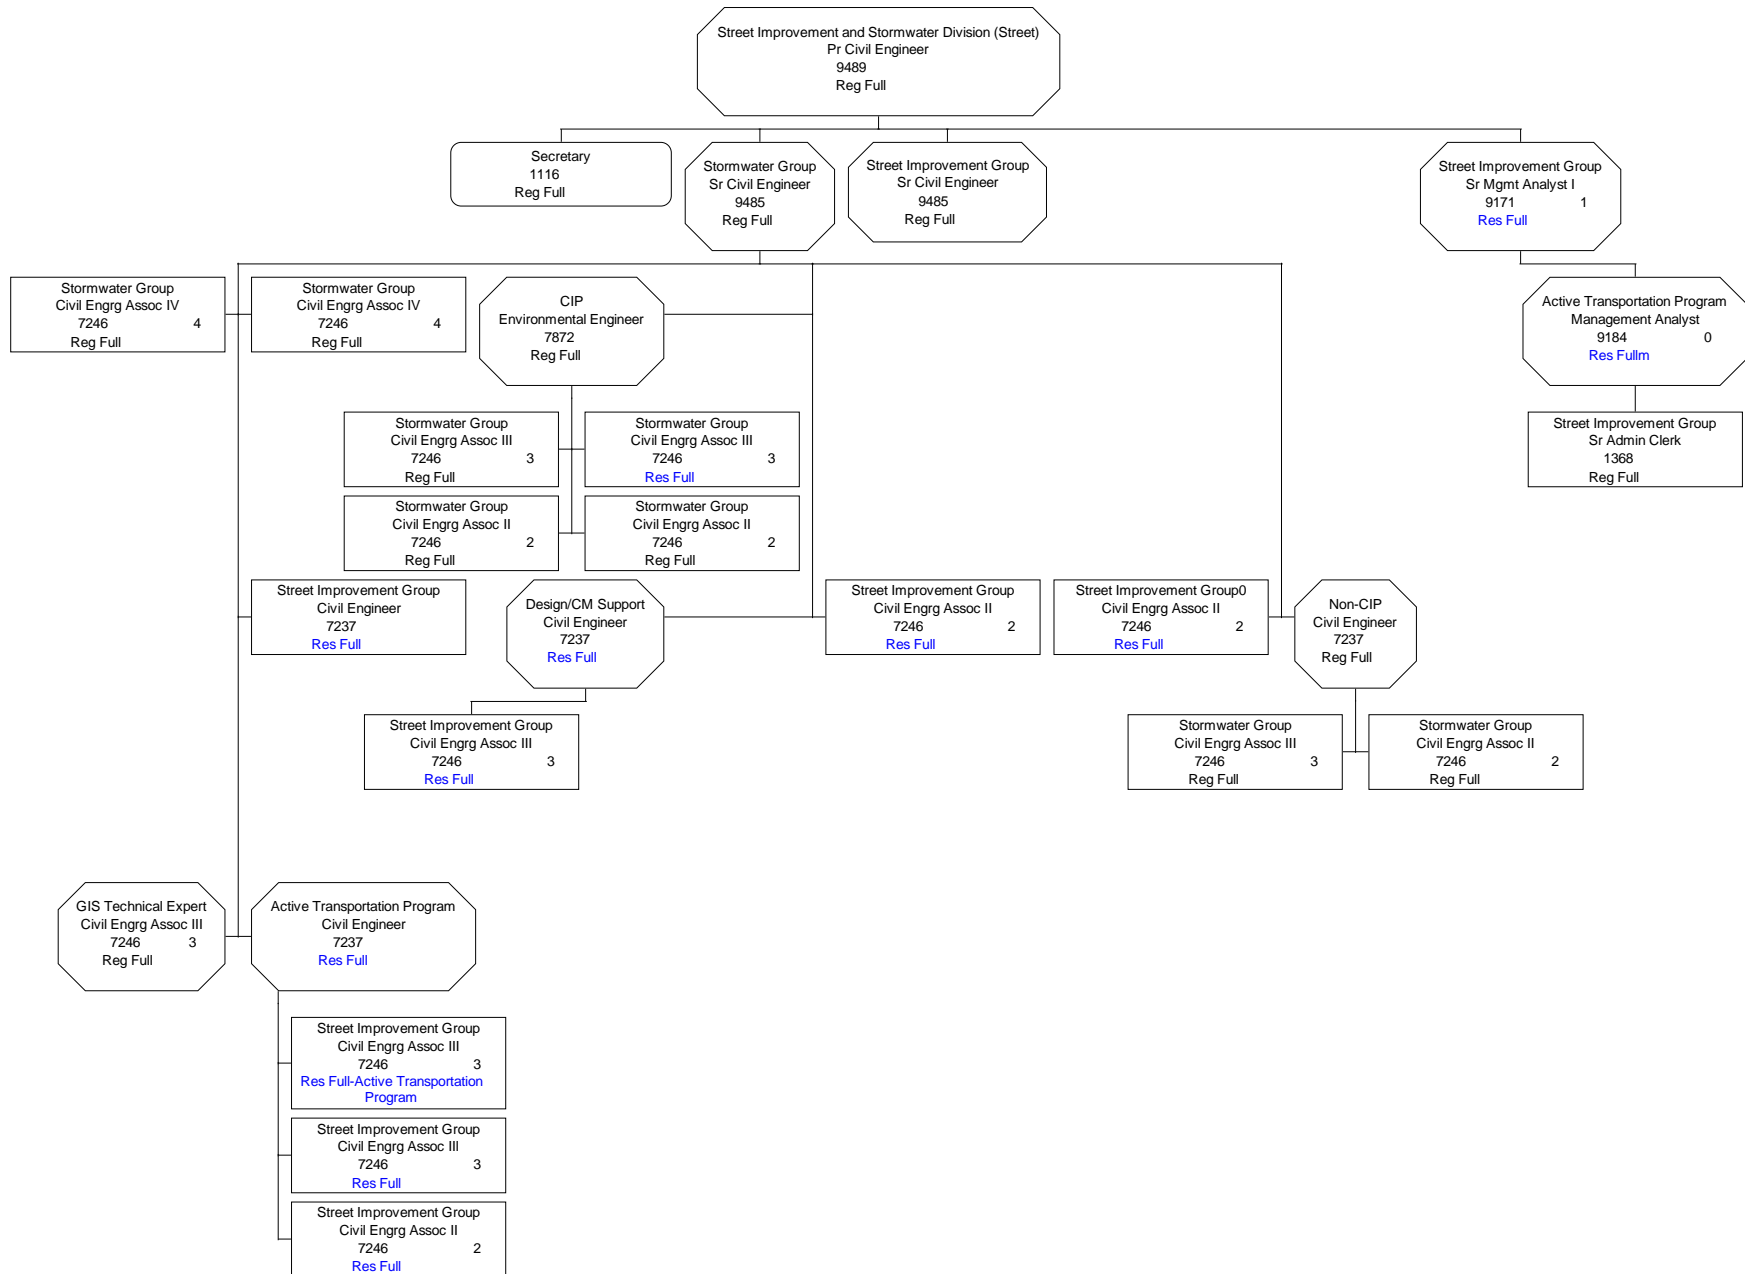 Street Improvement and Stormwater Division (Street)
Pr Civil Engineer
9489
Reg Full
Secretary
1116
Reg Full
Stormwater Group
Sr Civil Engineer
9485
Reg Full
Street Improvement Group
Sr Civil Engineer
9485
Reg Full
Street Improvement Group
Sr Mgmt Analyst I
9171 1
Res Full
Stormwater Group
Civil Engrg Assoc IV
7246 4
Reg Full
Stormwater Group
Civil Engrg Assoc IV
7246 4
Reg Full
CIP
Environmental Engineer
7872
Reg Full
Active Transportation Program
Management Analyst
9184 0
Res Fullm
Stormwater Group
Civil Engrg Assoc III
7246 3
Reg Full
Stormwater Group
Civil Engrg Assoc III
7246 3
Res Full
Street Improvement Group
Sr Admin Clerk
1368
Reg Full
Stormwater Group
Civil Engrg Assoc II
7246 2
Reg Full
Stormwater Group
Civil Engrg Assoc II
7246 2
Reg Full
Street Improvement Group
Civil Engineer
7237
Res Full
Design/CM Support
Civil Engineer
7237
Res Full
Street Improvement Group
Civil Engrg Assoc II
7246 2
Res Full
Street Improvement Group0
Civil Engrg Assoc II
7246 2
Res Full
Non-CIP
Civil Engineer
7237
Reg Full
Street Improvement Group
Civil Engrg Assoc III
7246 3
Res Full
Stormwater Group
Civil Engrg Assoc III
7246 3
Reg Full
Stormwater Group
Civil Engrg Assoc II
7246 2
Reg Full
GIS Technical Expert
Civil Engrg Assoc III
7246 3
Reg Full
Active Transportation Program
Civil Engineer
7237
Res Full
Street Improvement Group
Civil Engrg Assoc III
7246 3
Res Full-Active Transportation
Program
Street Improvement Group
Civil Engrg Assoc III
7246 3
Res Full
Street Improvement Group
Civil Engrg Assoc II
7246 2
Res Full